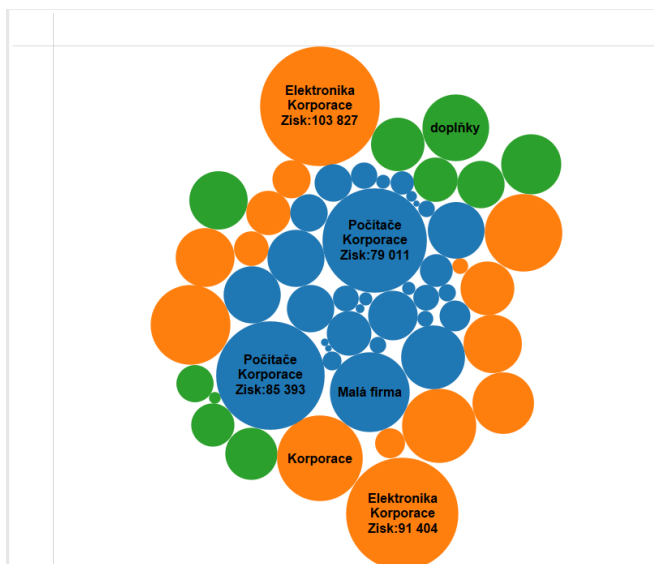 Elektronika
Korporace
Zisk:103 827
doplňky
Počítače
Korporace
Zisk:79 011
Počítače
Korporace
Zisk:85 393
Malá firma
Korporace
Elektronika
Korporace
Zisk:91 404